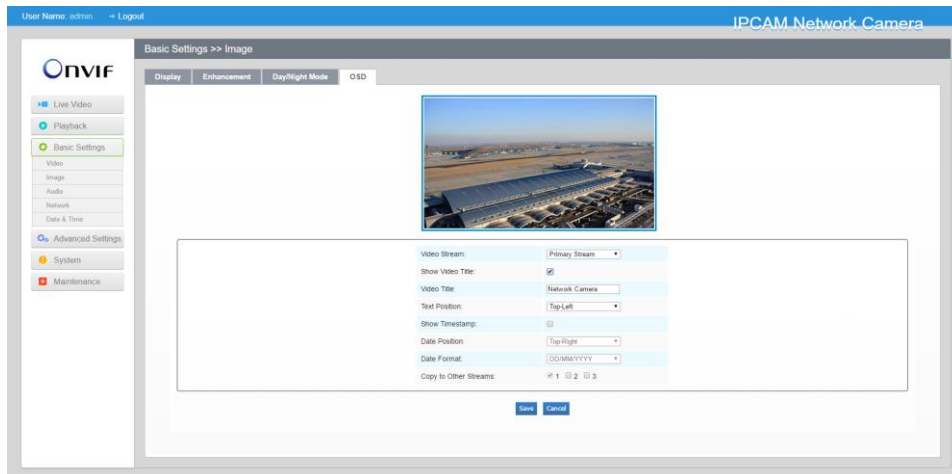 User Name: admin → Logout
IPCAM Network Camera
ONVIF
Basic Settings >> Image
Display Enhancement Day/Night Mode OSD
Live Video
Playback
Basic Settings
Video
Image
Audio
Network
Date & Time
Advanced Settings
System
Maintenance
Video Stream: Primary Stream
Show Video Title:
Video Title: Network Camera
Text Position: Top-Left
Show Timestamp:
Date Position: Top-Right
Date Format: DD/MM/YYYY
Copy to Other Streams: 1 2 3
Save Cancel